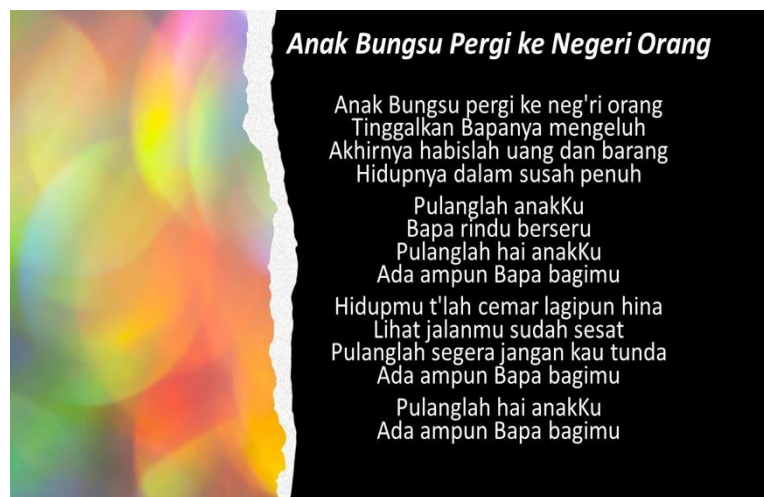 Anak Bungsu Pergi ke Negeri Orang
Anak Bungsu pergi ke neg'ri orang
Tinggalkan Bapanya mengeluh
Akhirnya habislah uang dan barang
Hidupnya dalam susah penuh
Pulanglah anakKu
Bapa rindu berseru
Pulanglah hai anakKu
Ada ampun Bapa bagimu
Hidupmu t'lah cemar lagipun hina
Lihat jalanmu sudah sesat
Pulanglah segera jangan kau tunda
Ada ampun Bapa bagimu
Pulanglah hai anakKu
Ada ampun Bapa bagimu